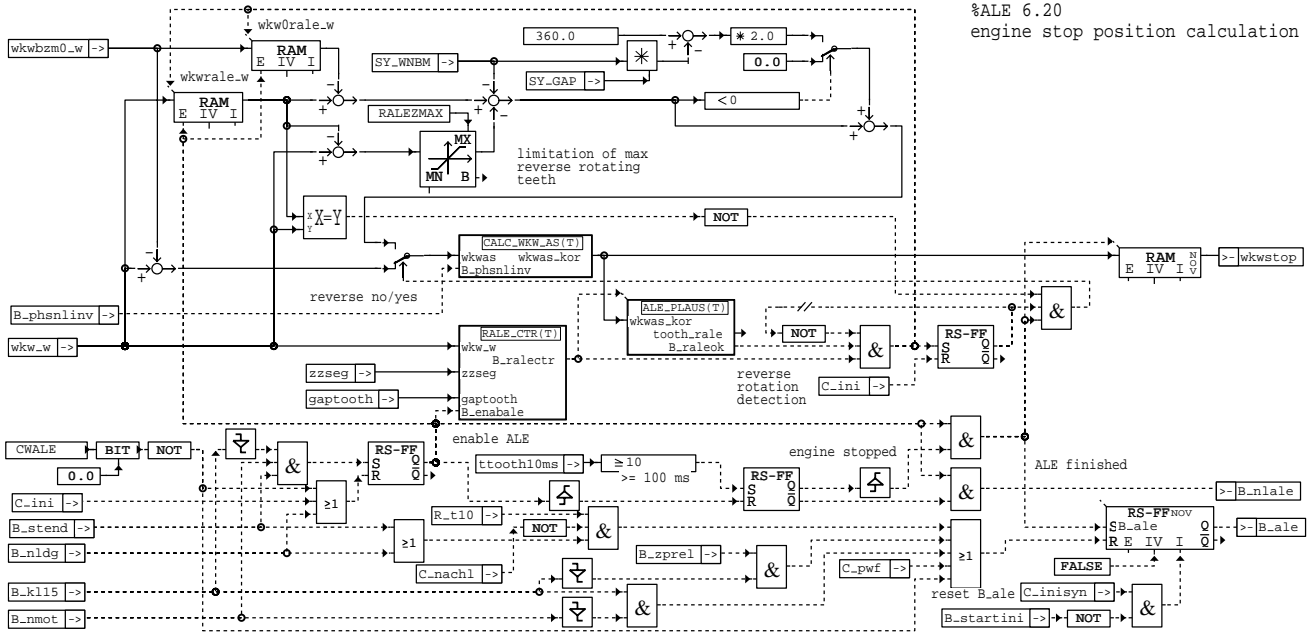 %ALE 6.20
engine stop position calculation
wkw0rale_w
360.0
* 2.0
wkwbzm0_w ->
RAM
E IV I
SY_WNBM ->
*
0.0
wkwrale_w
SY_GAP ->
RAM
E IV I
<0
RALEZMAX
MX
MN B
limitation of max
reverse rotating
teeth
X
Y
X=Y
NOT
CALC_WKW_AS(T)
wkwas wkwas_kor
B_phsnlinv
RAM
E IV I
NOV
>- wkwstop
reverse no/yes
B_phsnlinv ->
ALE_PLAUS(T)
wkwas_kor
tooth_rale
B_raleok
//
NOT
&
RS-FF
S Q
R Q
&
wkw_w ->
RALE_CTR(T)
wkw_w
B_ralectr
zzseg
gaptooth
B_enabale
zzseg ->
gaptooth ->
reverse
rotation
detection
C_ini ->
enable ALE
CWALE
BIT
NOT
0.0
&
RS-FF
S Q
R Q
ttooth10ms ->
≥10
>= 100 ms
engine stopped
RS-FF
S Q
R Q
&
ALE finished
&
>- B_nlale
C_ini ->
≥1
B_stend ->
R_t10 ->
NOT
&
RS-FF NOV
S B_ale Q
R E IV I Q
>- B_ale
B_nldg ->
≥1
C_nachl ->
B_zprel ->
&
C_pwf ->
≥1
FALSE
B_kl15 ->
reset B_ale
C_inisyn ->
B_nmot ->
&
B_startini ->
NOT
&